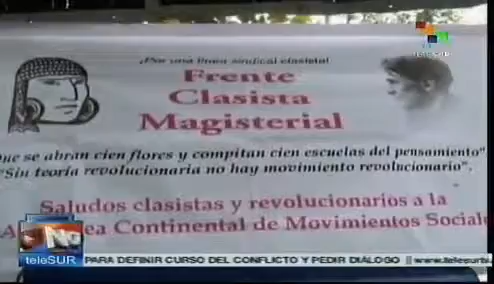 teleSUR
¡Por una línea sindical clasista!
Frente
Clasista
Magisterial
que se abran cien flores y compitan cien escuelas del pensamiento"
"Sin teoría revolucionaria no hay movimiento revolucionario".
Saludos clasistas y revolucionarios a la
Continental de Movimientos Sociale
teleSUR PARA DEFINIR CURSO DEL CONFLICTO Y PEDIR DIÁLOGO || www.telesurtv